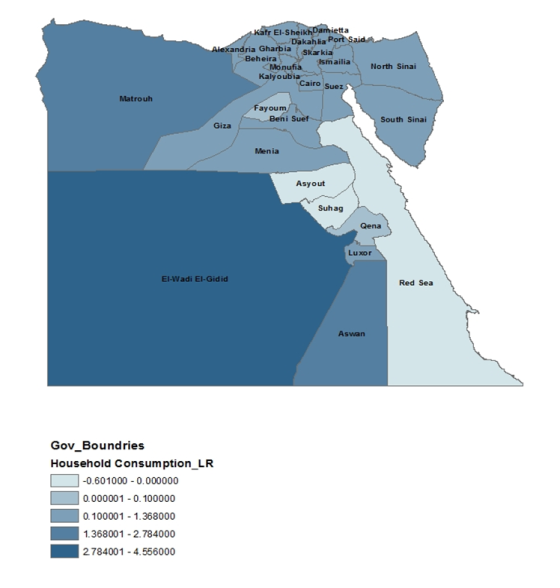 Kafr El-Sheikh
Damietta
Dakahlia
Port Said
Alexandria
Gharbia
Skarkia
Beheira
Ismailia
Monufia
North Sinai
Kalyoubia
Cairo
Suez
Matrouh
Fayoum
South Sinai
Giza
Beni Suef
Menia
Asyout
Suhag
Qena
Luxor
El-Wadi El-Gidid
Red Sea
Aswan
Gov_Boundries
Household Consumption_LR
-0.601000 - 0.000000
0.000001 - 0.100000
0.100001 - 1.368000
1.368001 - 2.784000
2.784001 - 4.556000